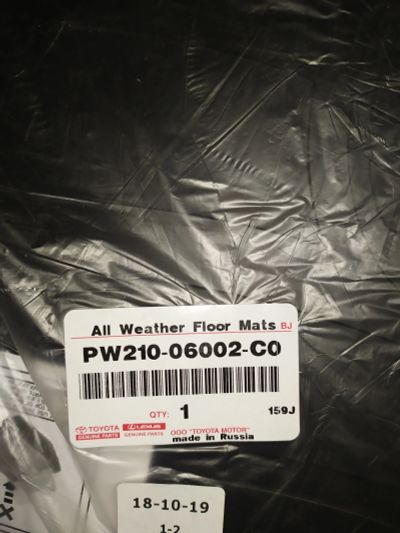 All Weather Floor Mats BJ
PW210-06002-C0
QTY: 1
159J
TOYOTA LEXUS
GENUINE PARTS GENUINE PARTS
OOO "TOYOTA MOTOR"
made in Russia
18-10-19
1-2